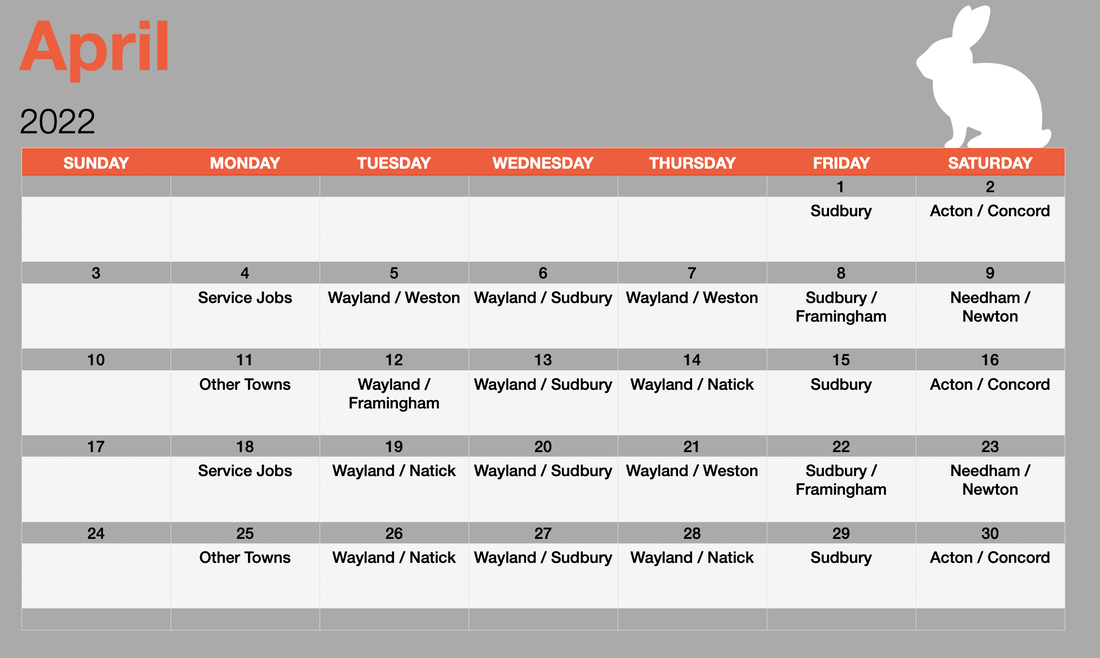 April
2022
SUNDAY MONDAY TUESDAY WEDNESDAY THURSDAY FRIDAY SATURDAY
1 2
Sudbury Acton / Concord
3 4 5 6 7 8 9
Service Jobs Wayland / Weston Wayland / Sudbury Wayland / Weston Sudbury / Needham /
Framingham Newton
10 11 12 13 14 15 16
Other Towns Wayland / Wayland / Sudbury Wayland / Natick Sudbury Acton / Concord
Framingham
17 18 19 20 21 22 23
Service Jobs Wayland / Natick Wayland / Sudbury Wayland / Weston Sudbury / Needham /
Framingham Newton
24 25 26 27 28 29 30
Other Towns Wayland / Natick Wayland / Sudbury Wayland / Natick Sudbury Acton / Concord